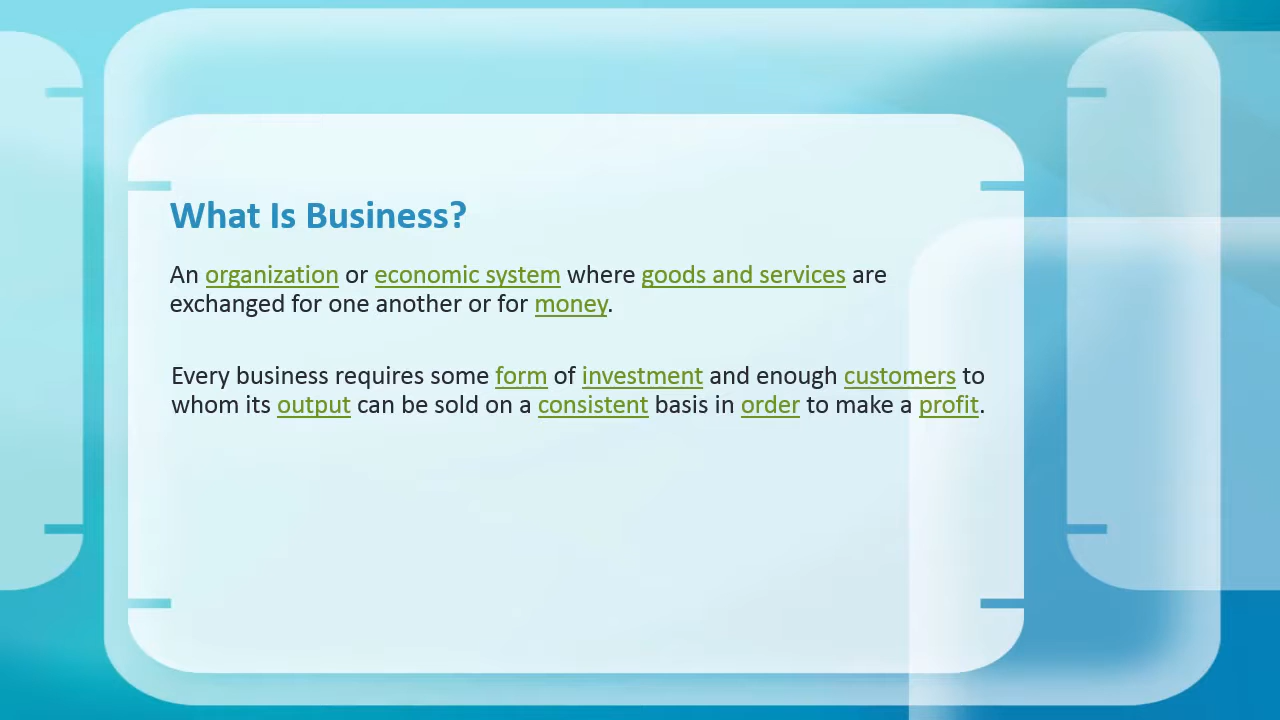 What Is Business?
An organization or economic system where goods and services are
exchanged for one another or for money.
Every business requires some form of investment and enough customers to
whom its output can be sold on a consistent basis in order to make a profit.